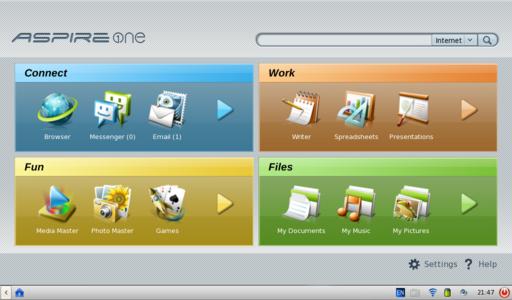 ASPIRE one
Internet
Connect
Browser
Messenger (0)
Email (1)
Work
Writer
Spreadsheets
Presentations
Fun
Media Master
Photo Master
Games
Files
My Documents
My Music
My Pictures
Settings
? Help
EN
21:47